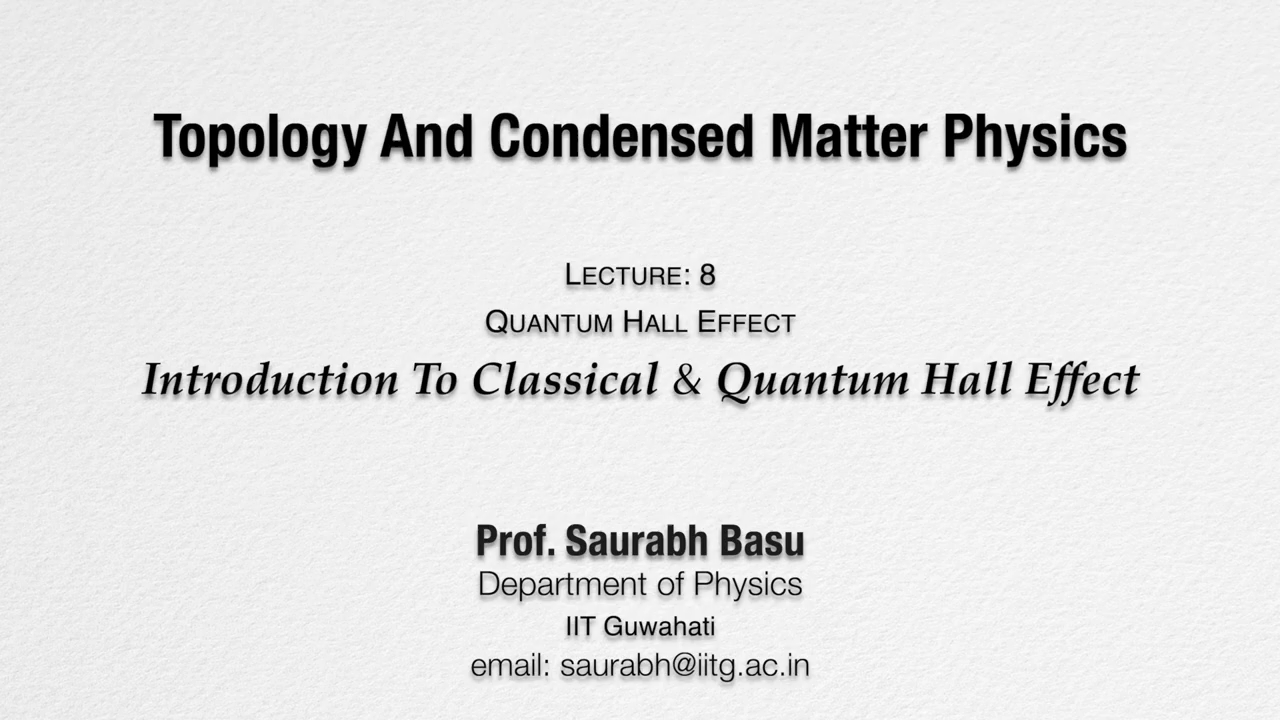 Topology And Condensed Matter Physics
LECTURE: 8
QUANTUM HALL EFFECT
Introduction To Classical & Quantum Hall Effect
Prof. Saurabh Basu
Department of Physics
IIT Guwahati
email: saurabh@iitg.ac.in